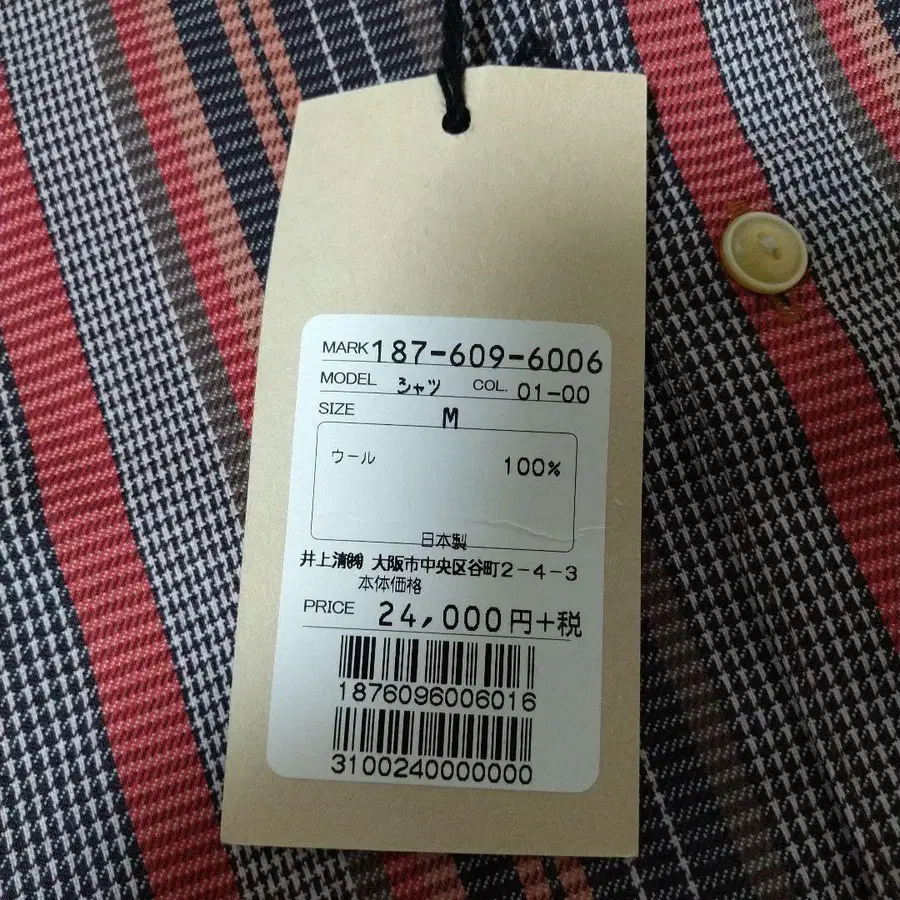 MARK 187-609-6006
MODEL シャツ COL. 01-00
SIZE M
ウール 100%
日本製
井上清㈱ 大阪市中央区谷町2-4-3
本体価格
PRICE 24,000円+税
1876096006016
3100240000000